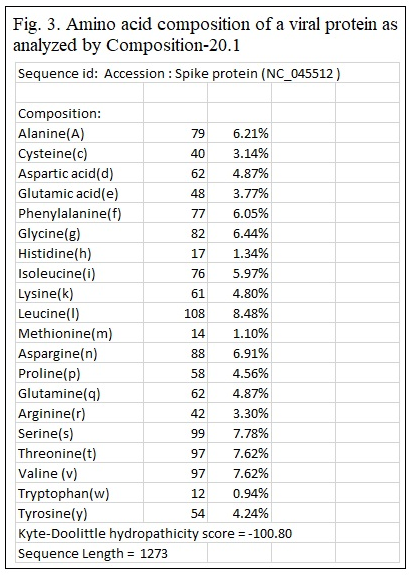 Fig. 3. Amino acid composition of a viral protein as
analyzed by Composition-20.1
Sequence id: Accession : Spike protein (NC_045512 )
Composition:
Alanine(A) 79 6.21%
Cysteine(c) 40 3.14%
Aspartic acid(d) 62 4.87%
Glutamic acid(e) 48 3.77%
Phenylalanine(f) 77 6.05%
Glycine(g) 82 6.44%
Histidine(h) 17 1.34%
Isoleucine(i) 76 5.97%
Lysine(k) 61 4.80%
Leucine(l) 108 8.48%
Methionine(m) 14 1.10%
Aspargine(n) 88 6.91%
Proline(p) 58 4.56%
Glutamine(q) 62 4.87%
Arginine(r) 42 3.30%
Serine(s) 99 7.78%
Threonine(t) 97 7.62%
Valine (v) 97 7.62%
Tryptophan(w) 12 0.94%
Tyrosine(y) 54 4.24%
Kyte-Doolittle hydropathicity score = -100.80
Sequence Length = 1273